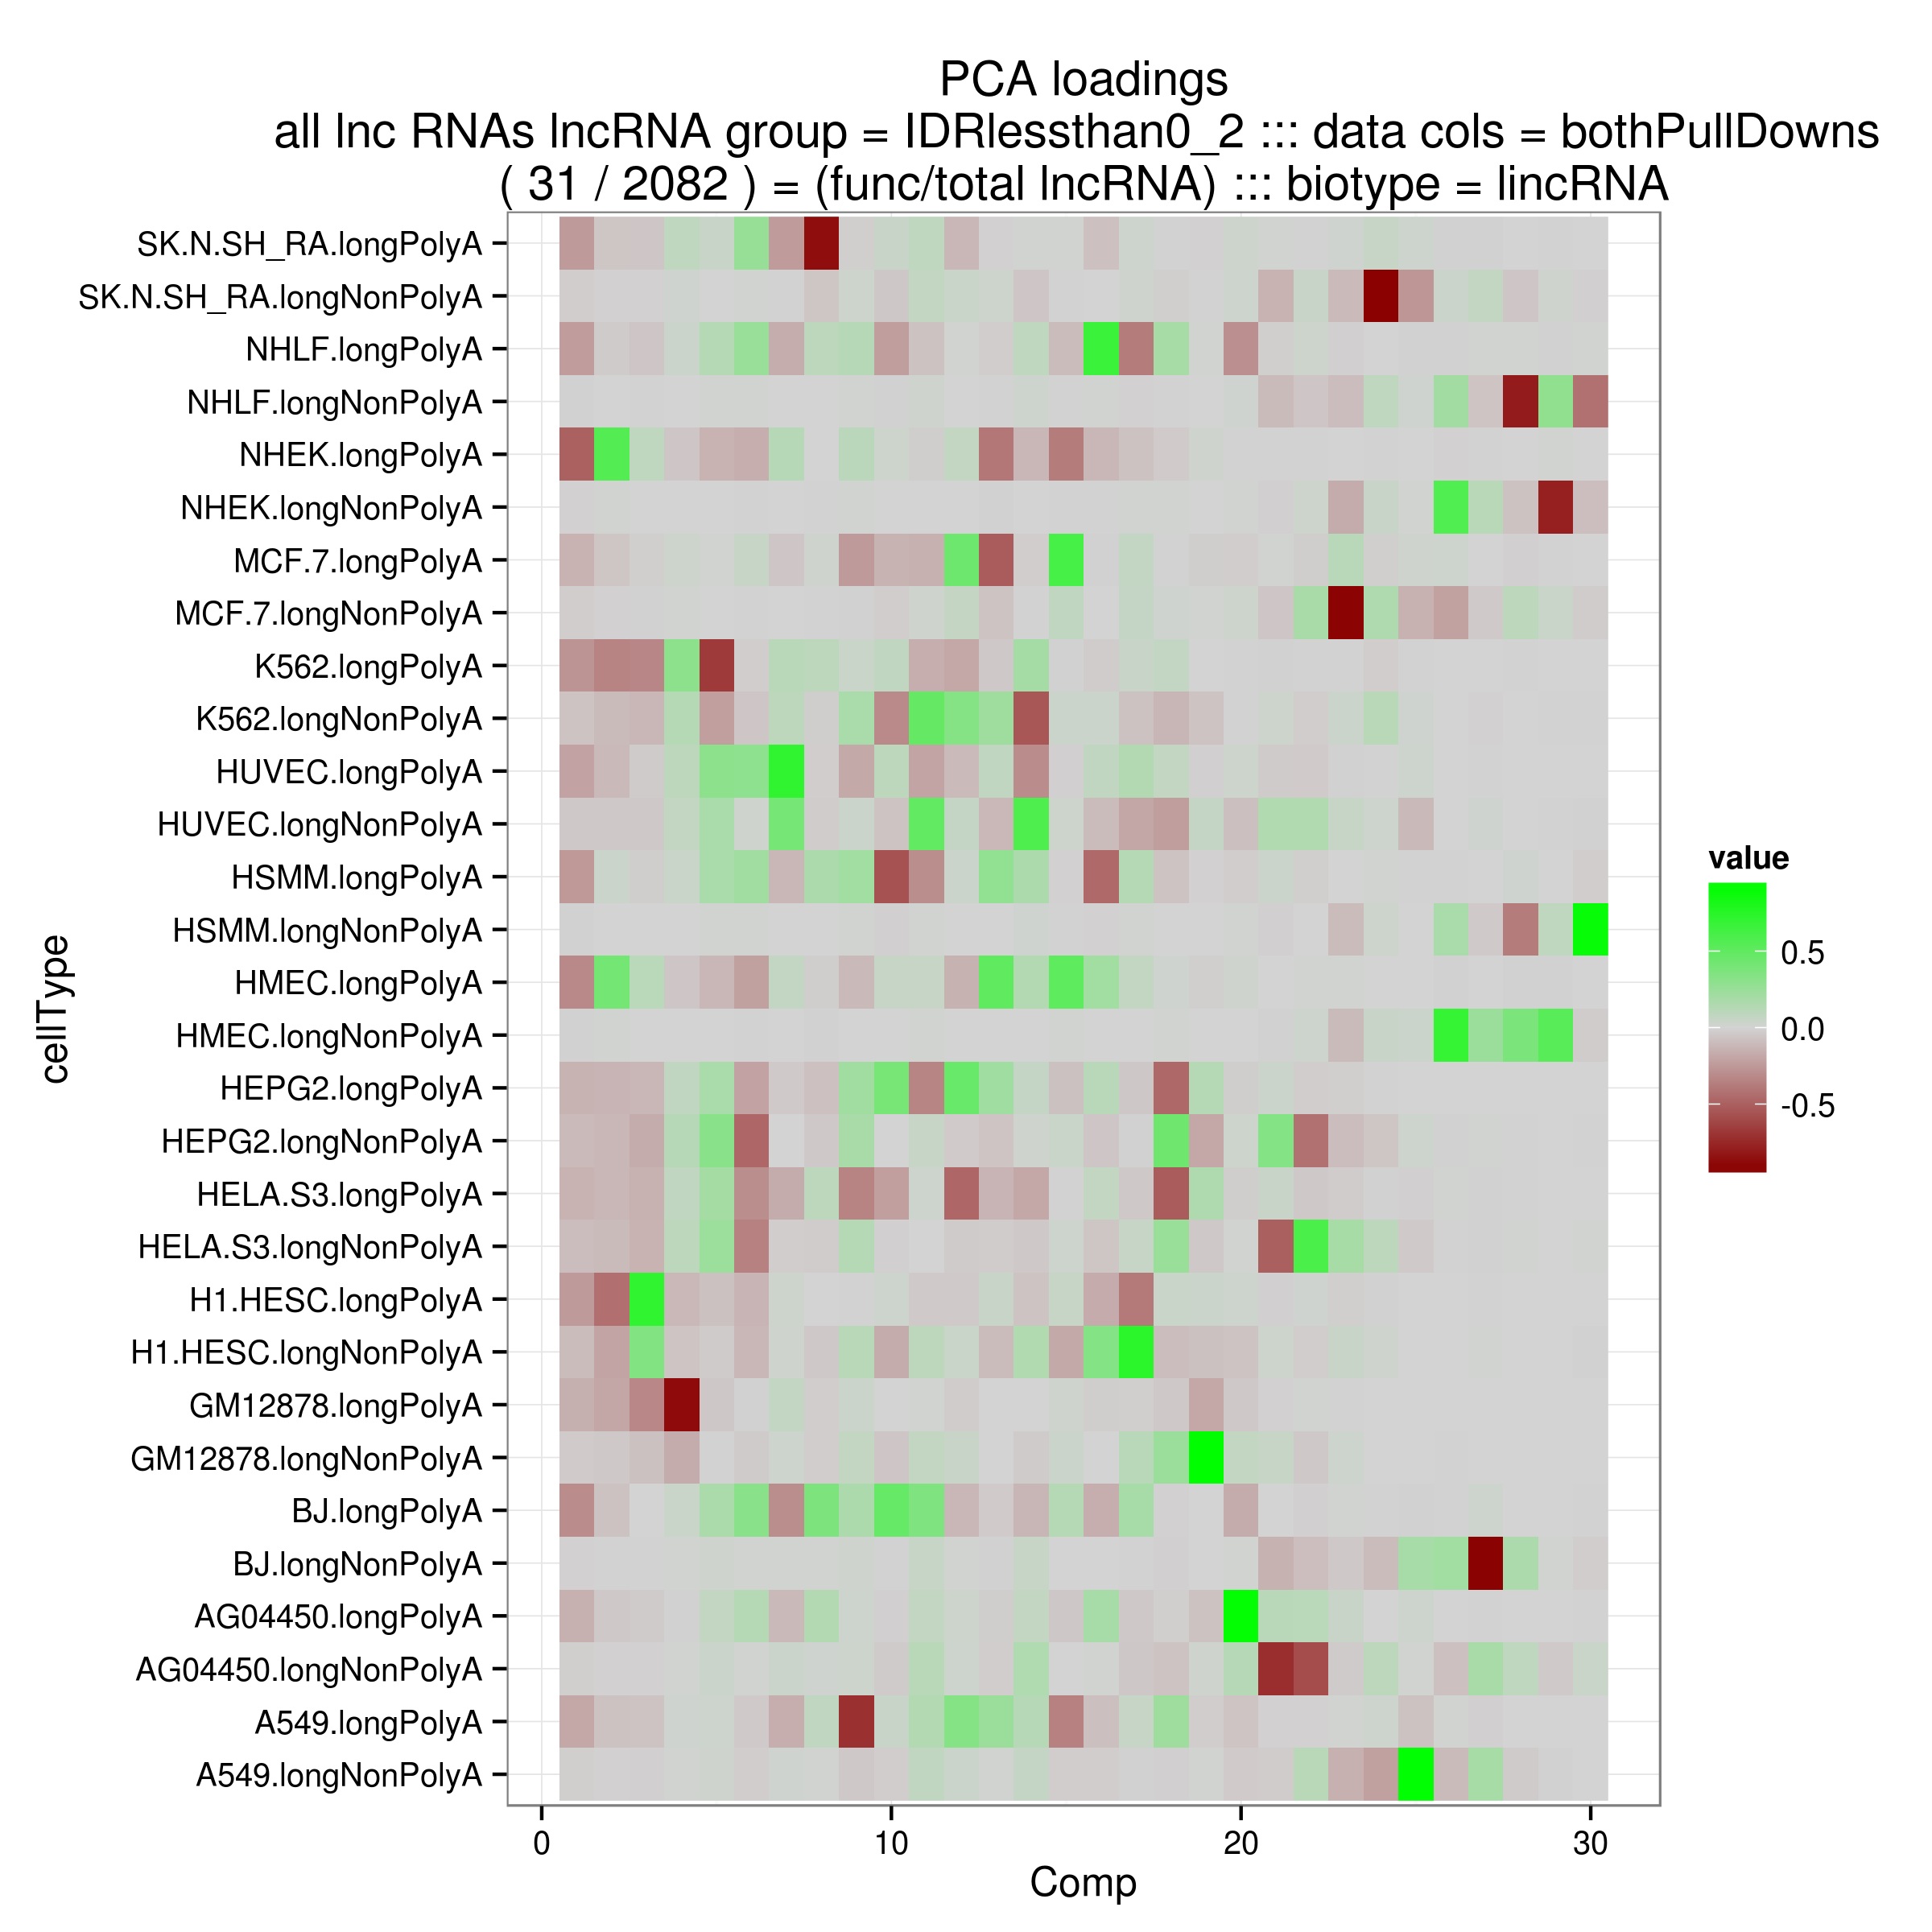 PCA loadings
all lnc RNAs lncRNA group = IDRlessthan0_2 ::: data cols = bothPullDowns
( 31 / 2082 ) = (func/total lncRNA) ::: biotype = lincRNA
SK.N.SH_RA.longPolyA
SK.N.SH_RA.longNonPolyA
NHLF.longPolyA
NHLF.longNonPolyA
NHEK.longPolyA
NHEK.longNonPolyA
MCF.7.longPolyA
MCF.7.longNonPolyA
K562.longPolyA
K562.longNonPolyA
HUVEC.longPolyA
HUVEC.longNonPolyA
HSMM.longPolyA
HSMM.longNonPolyA
HMEC.longPolyA
HMEC.longNonPolyA
HEPG2.longPolyA
HEPG2.longNonPolyA
HELA.S3.longPolyA
HELA.S3.longNonPolyA
H1.HESC.longPolyA
H1.HESC.longNonPolyA
GM12878.longPolyA
GM12878.longNonPolyA
BJ.longPolyA
BJ.longNonPolyA
AG04450.longPolyA
AG04450.longNonPolyA
A549.longPolyA
A549.longNonPolyA
cellType
0 10 20 30
Comp
value
0.5
0.0
-0.5